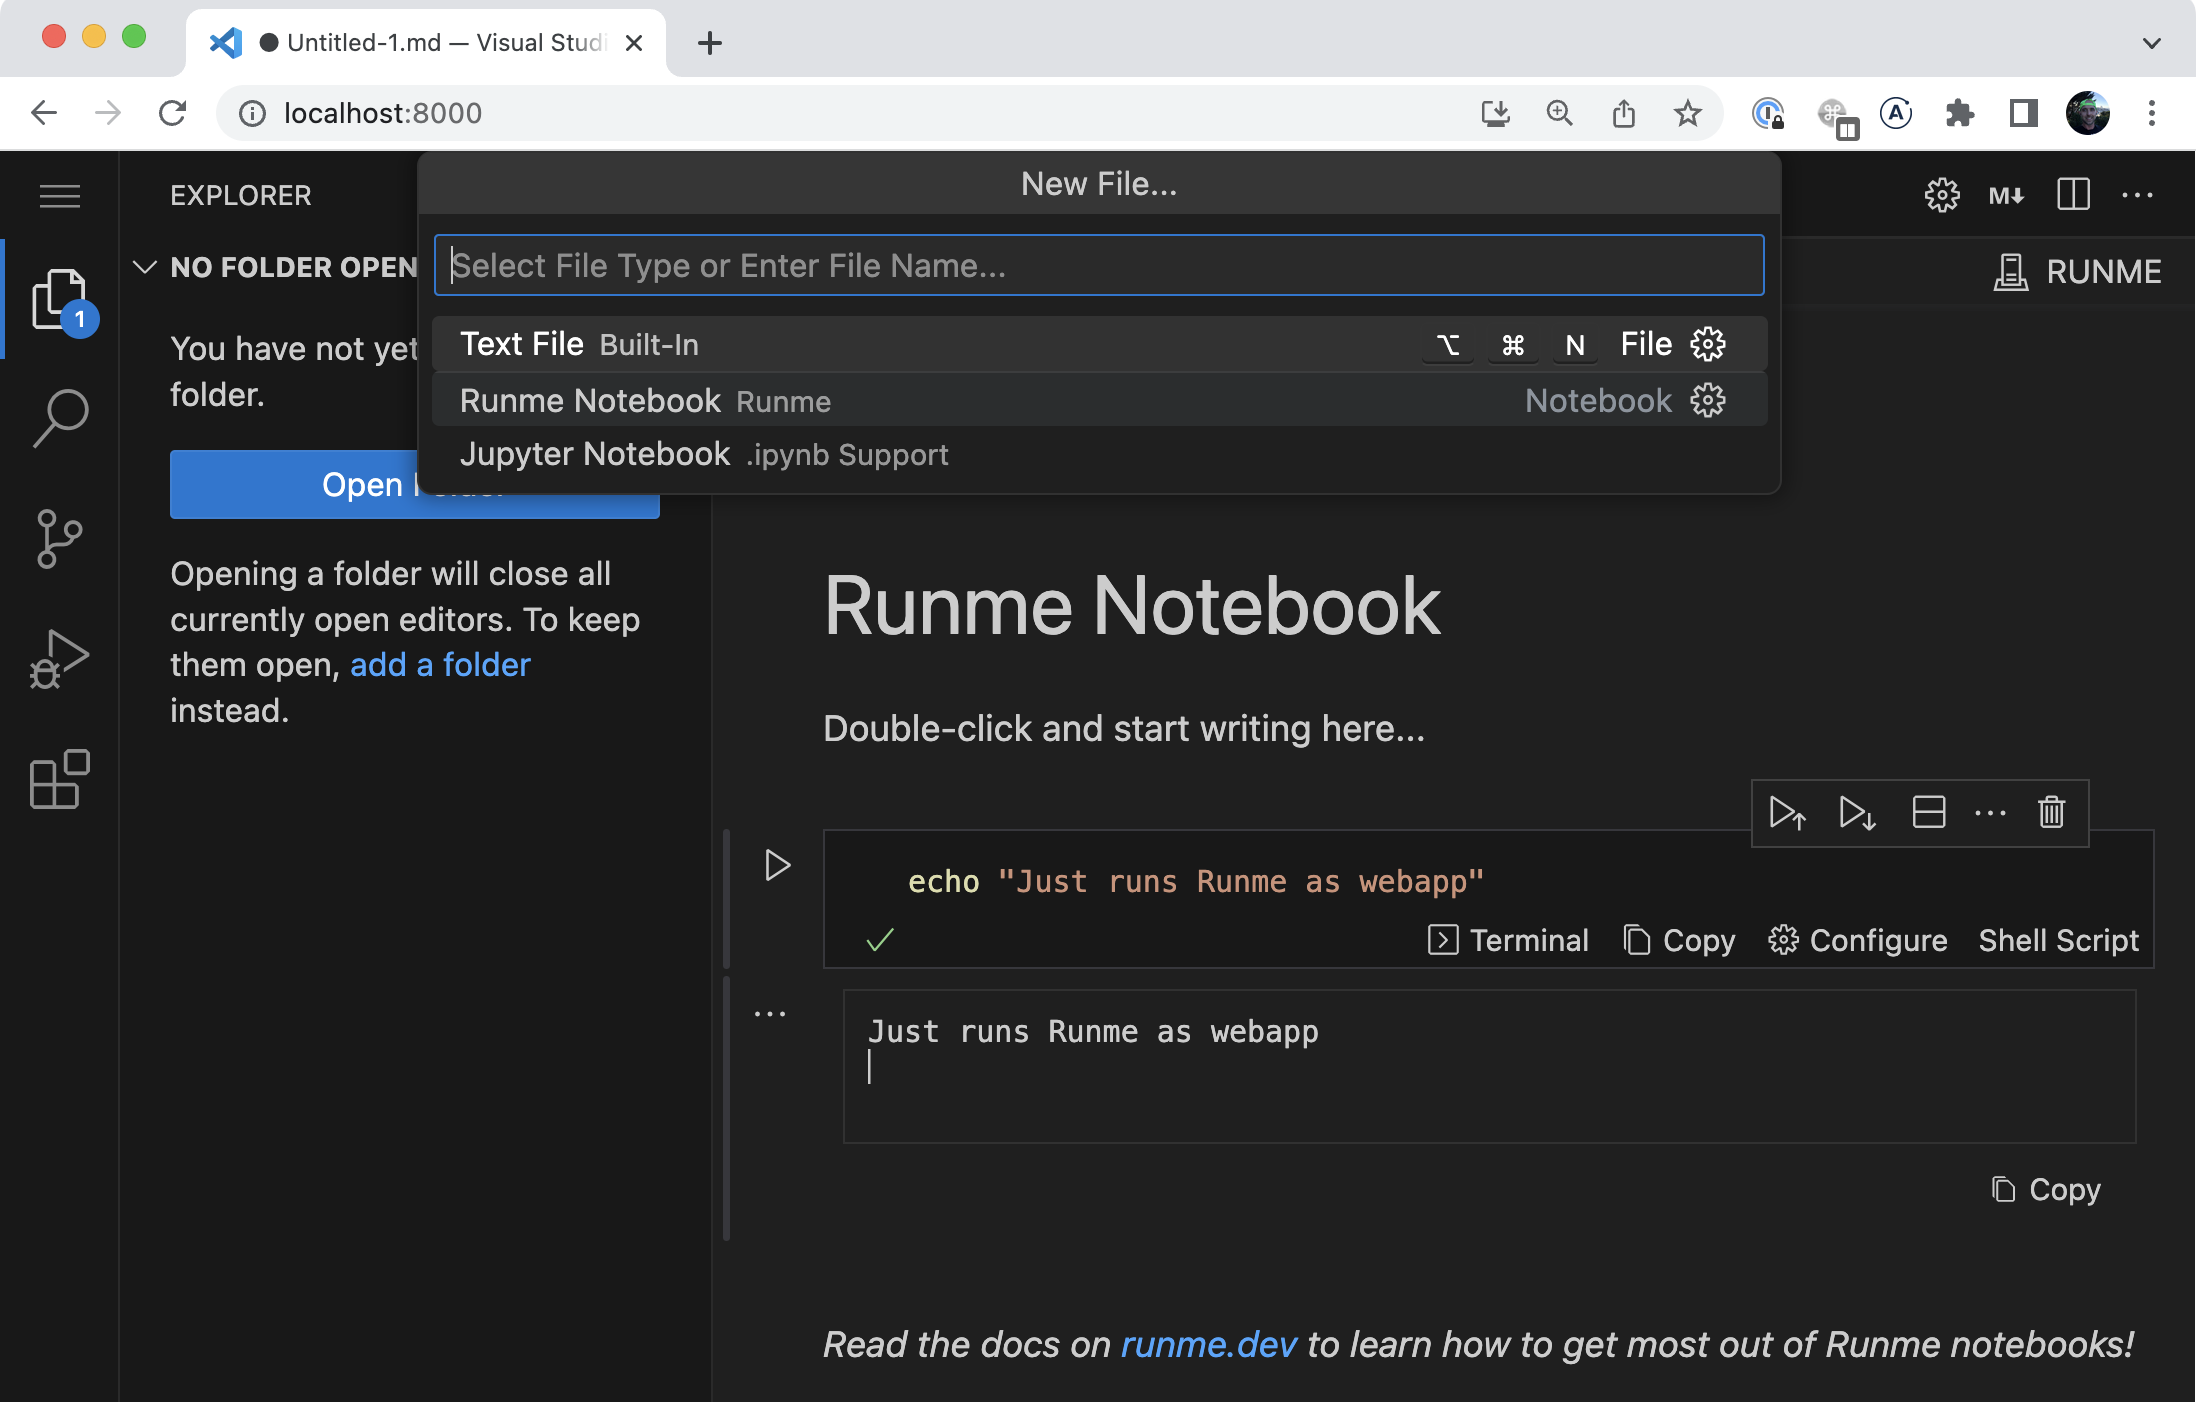 Untitled-1.md — Visual Studi
localhost:8000
New File...
EXPLORER
M
Select File Type or Enter File Name...
NO FOLDER OPEN
RUNME
1
You have not yet
folder.
Text File Built-In ⌥ ⌘ N File
Runme Notebook Runme Notebook
Jupyter Notebook .ipynb Support
Open Folder
Opening a folder will close all
currently open editors. To keep
them open, add a folder
instead.
Runme Notebook
Double-click and start writing here...
echo "Just runs Runme as webapp"
Terminal Copy Configure Shell Script
Just runs Runme as webapp
Copy
Read the docs on runme.dev to learn how to get most out of Runme notebooks!